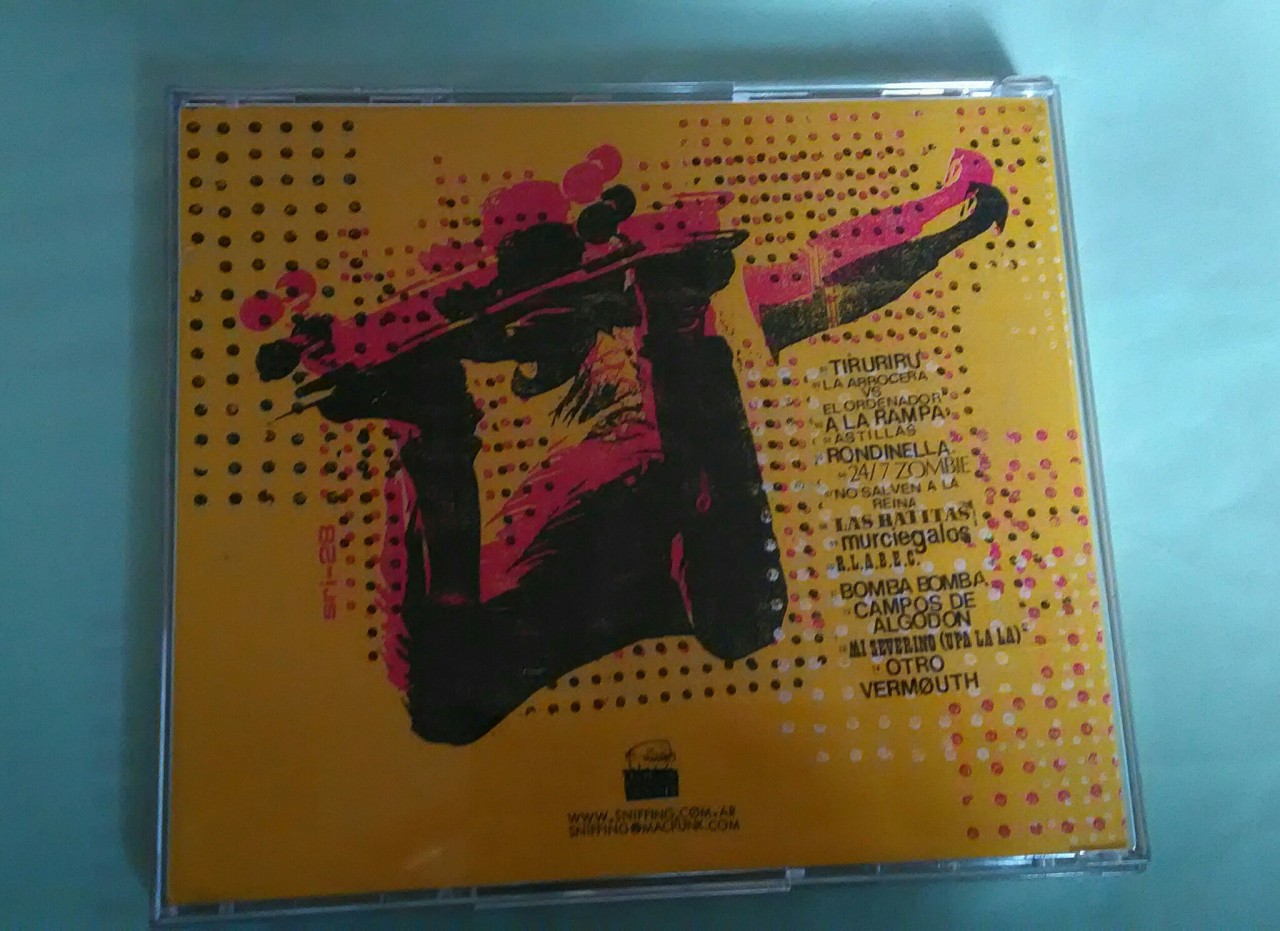 TIRURIRU
LA ARROCERA
VS
EL ORDENADOR
A LA RAMPA
ASTILLAS
RONDINELLA
24/7 ZOMBIE
NO SALVEN A LA
REINA
LAS RATITAS
murciegalos
R.L.A.B.E.C.
BOMBA BOMBA
CAMPOS DE
ALGODON
MI SEVERINO (UPA LA LA)
OTRO
VERMØUTH
sri-28
WWW.SNIFFING.COM.AR
SNIFFING@MACFUNK.COM